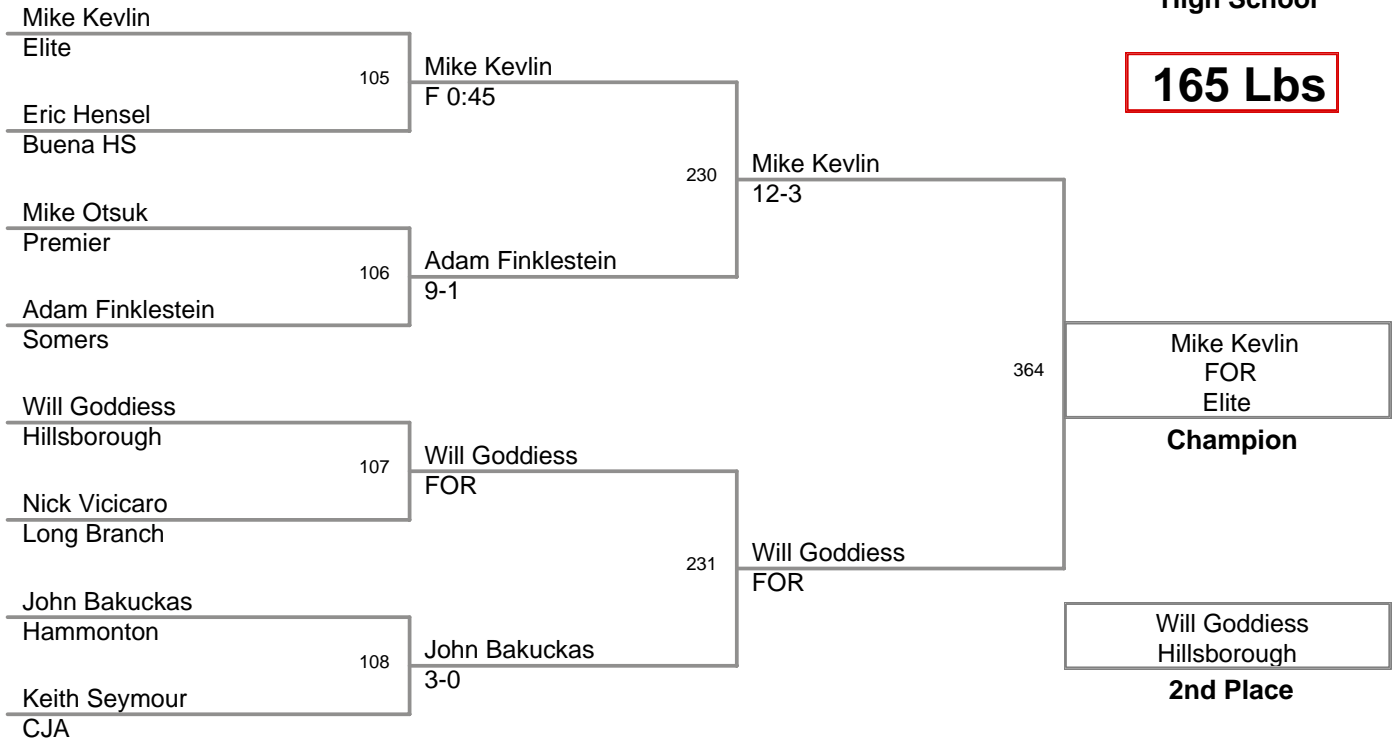 High School
165 Lbs
Mike Kevlin
Elite
105
Eric Hensel
Buena HS
Mike Kevlin
F 0:45
230
Mike Otsuk
Premier
106
Adam Finklestein
Somers
Adam Finklestein
9-1
Mike Kevlin
12-3
364
Will Goddiess
Hillsborough
107
Nick Vicicaro
Long Branch
Will Goddiess
FOR
231
John Bakuckas
Hammonton
108
Keith Seymour
CJA
John Bakuckas
3-0
Will Goddiess
FOR
Mike Kevlin
FOR
Elite
Champion
Will Goddiess
Hillsborough
2nd Place